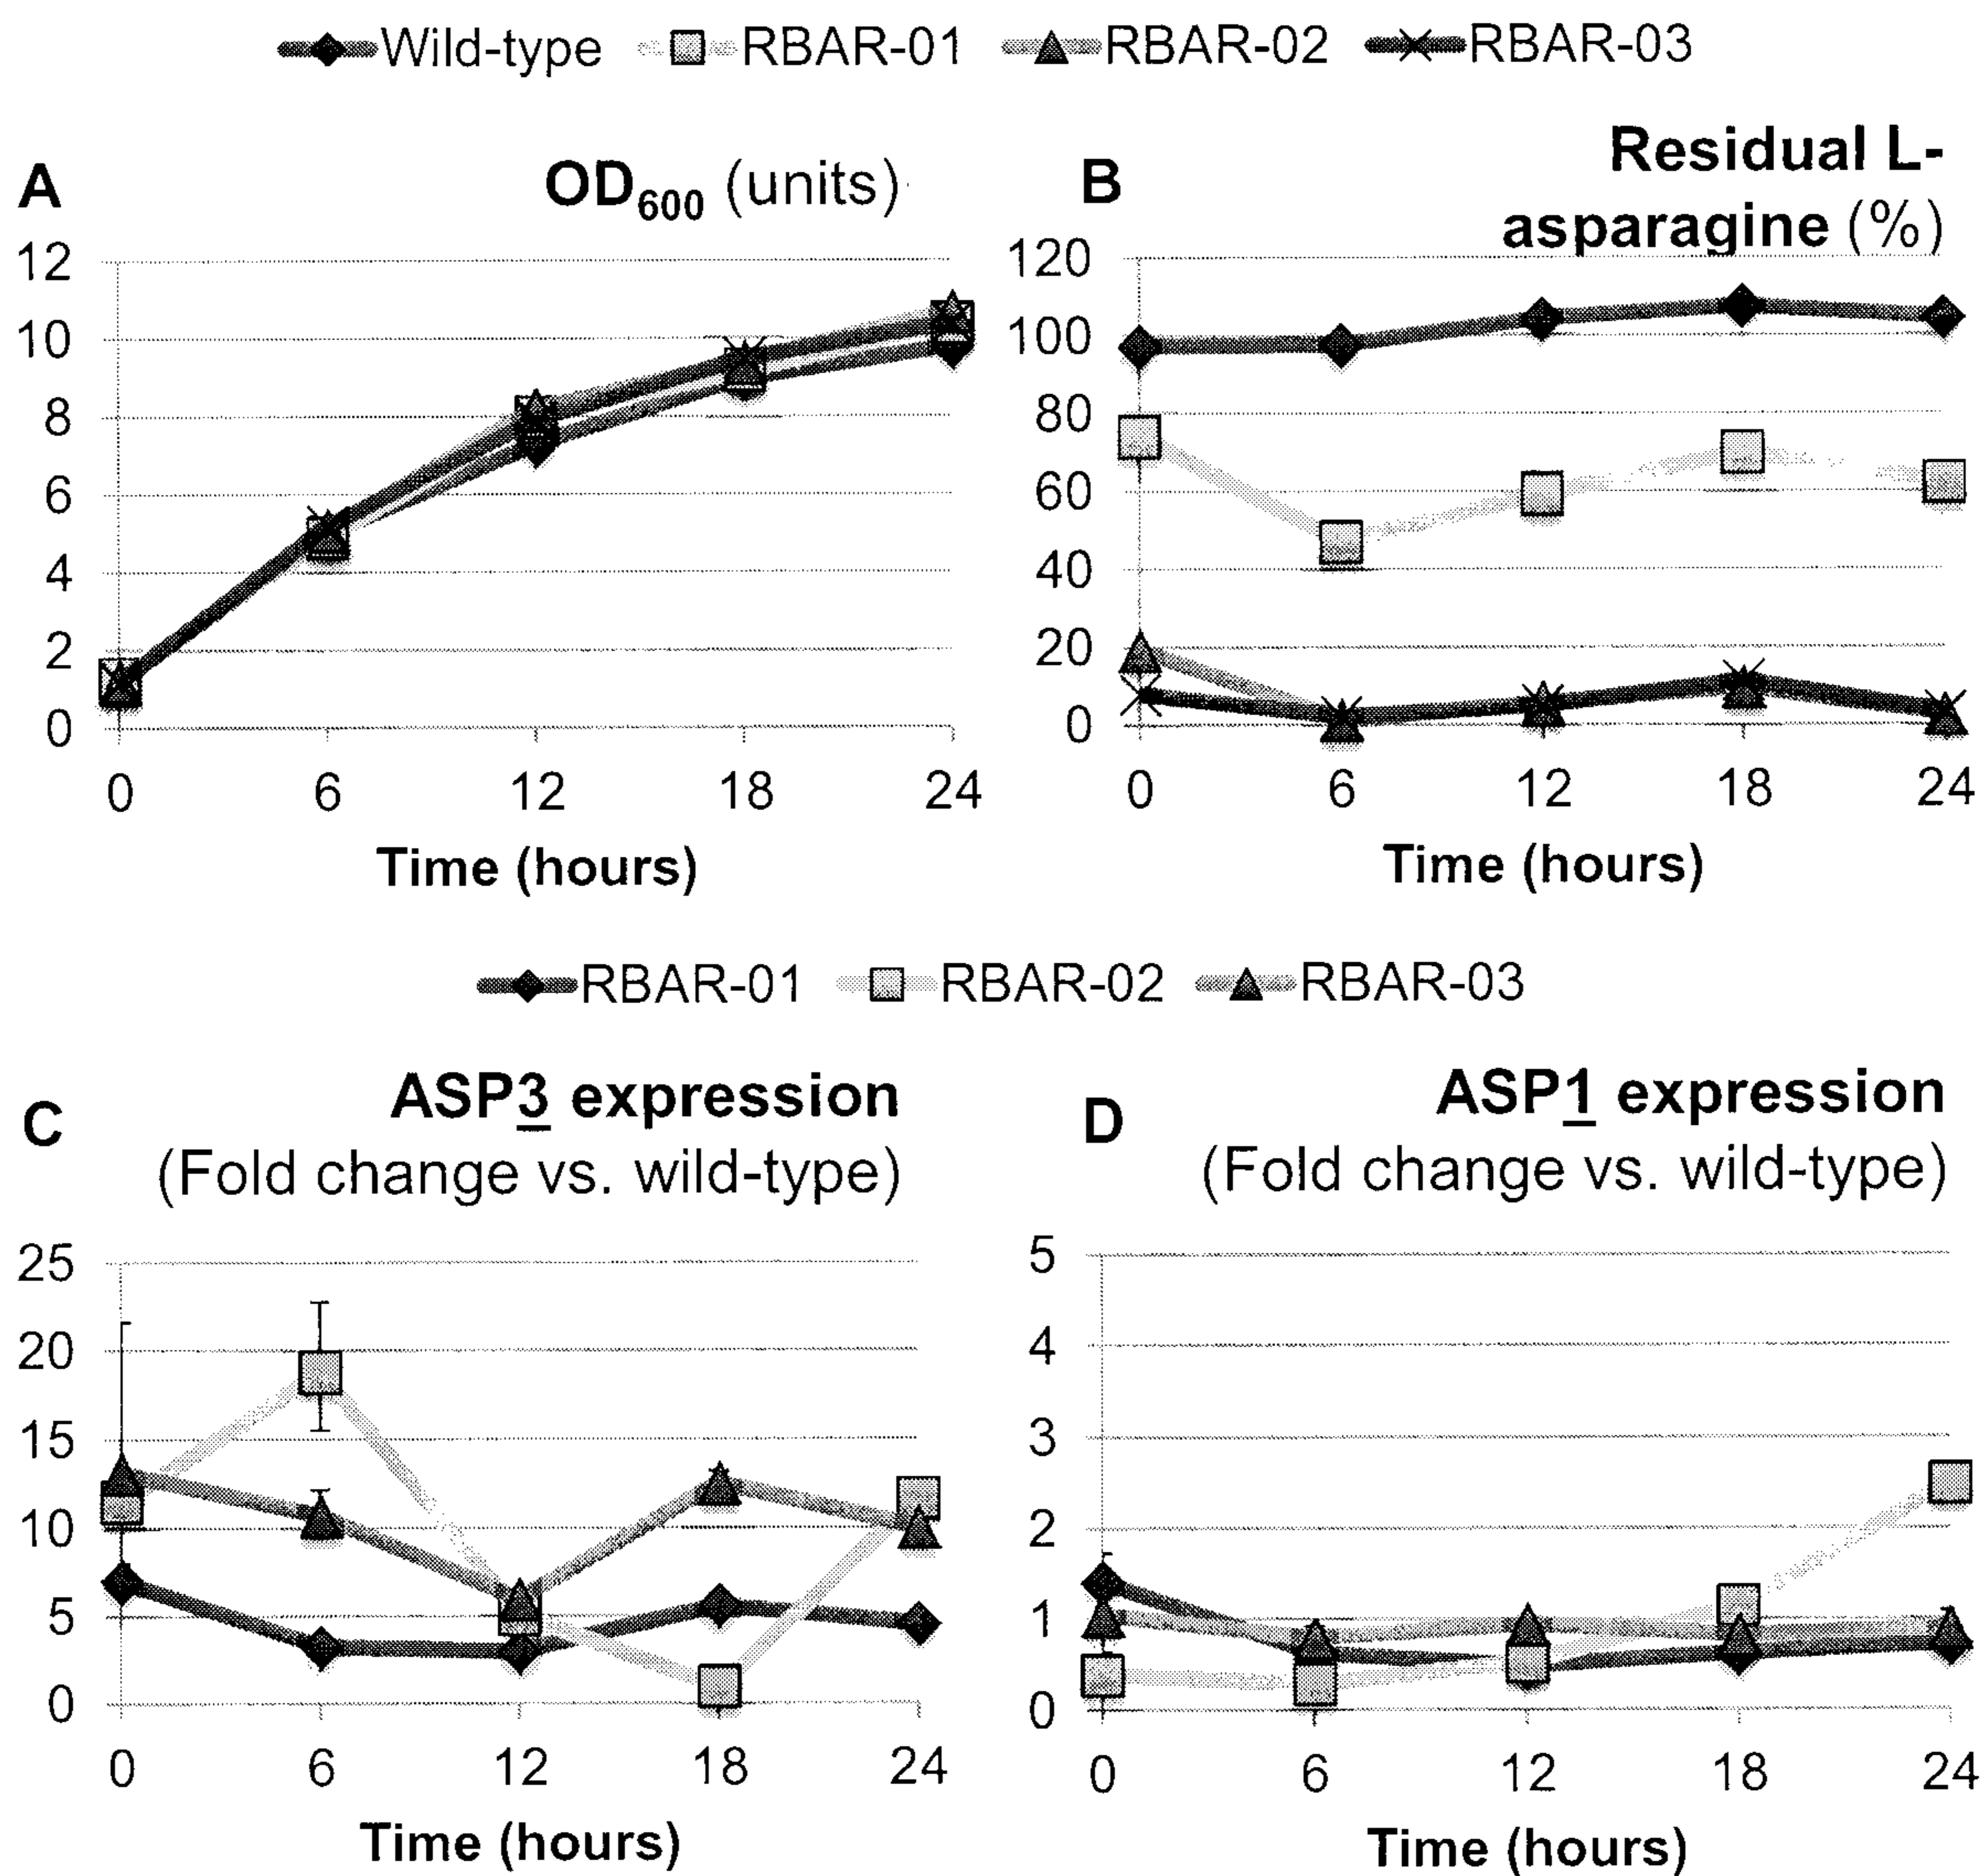 Wild-type RBAR-01 RBAR-02 RBAR-03
A
OD600 (units)
12
10
8
6
4
2
0
0 6 12 18 24
Time (hours)
B
Residual L-
asparagine (%)
120
100
80
60
40
20
0
0 6 12 18 24
Time (hours)
RBAR-01 RBAR-02 RBAR-03
C
ASP3 expression
(Fold change vs. wild-type)
25
20
15
10
5
0
0 6 12 18 24
Time (hours)
D
ASP1 expression
(Fold change vs. wild-type)
5
4
3
2
1
0
0 6 12 18 24
Time (hours)